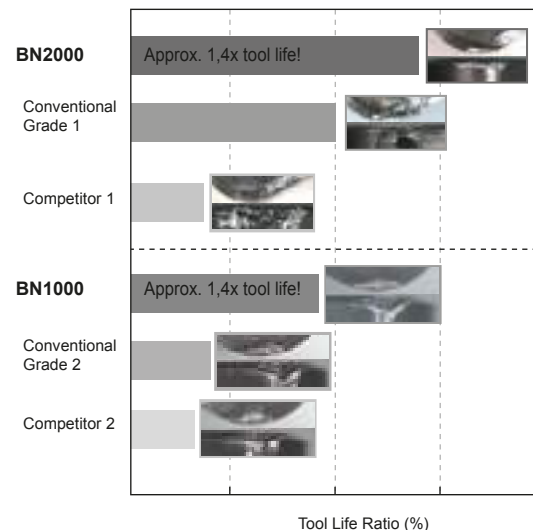 BN2000
Approx. 1,4x tool life!
Conventional
Grade 1
Competitor 1
BN1000
Approx. 1,4x tool life!
Conventional
Grade 2
Competitor 2
Tool Life Ratio (%)